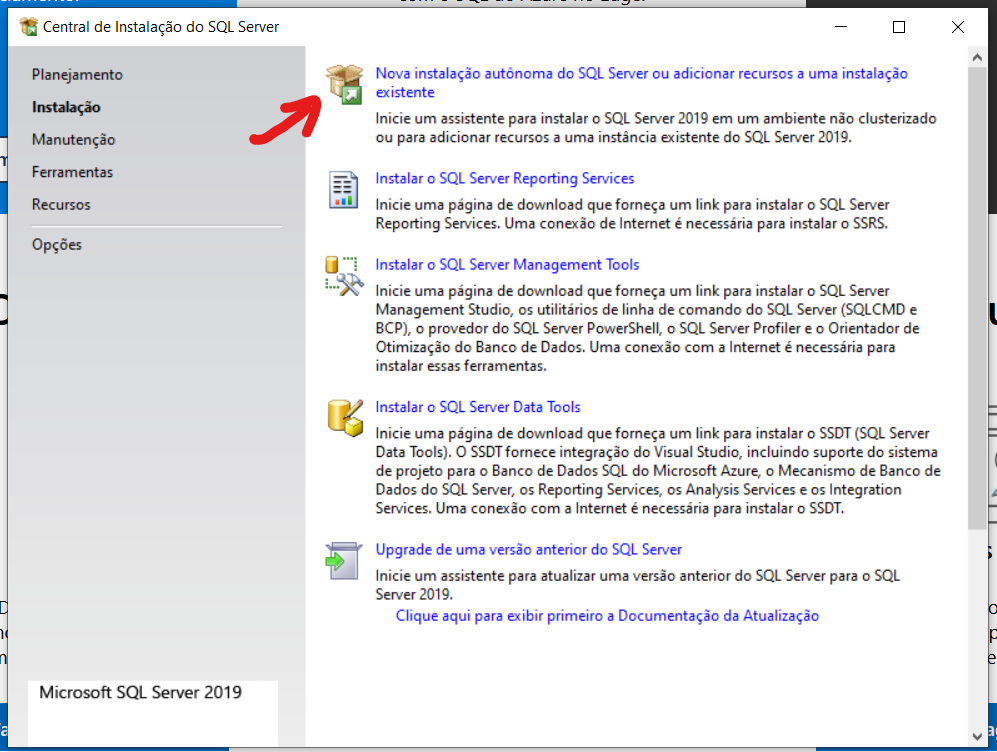 com o SQL do Azure no Edge.
Central de Instalação do SQL Server
Planejamento
Instalação
Manutenção
Ferramentas
Recursos
Opções
Nova instalação autônoma do SQL Server ou adicionar recursos a uma instalação
existente
Inicie um assistente para instalar o SQL Server 2019 em um ambiente não clusterizado
ou para adicionar recursos a uma instância existente do SQL Server 2019.
Instalar o SQL Server Reporting Services
Inicie uma página de download que forneça um link para instalar o SQL Server
Reporting Services. Uma conexão de Internet é necessária para instalar o SSRS.
Instalar o SQL Server Management Tools
Inicie uma página de download que forneça um link para instalar o SQL Server
Management Studio, os utilitários de linha de comando do SQL Server (SQLCMD e
BCP), o provedor do SQL Server PowerShell, o SQL Server Profiler e o Orientador de
Otimização do Banco de Dados. Uma conexão com a Internet é necessária para
instalar essas ferramentas.
Instalar o SQL Server Data Tools
Inicie uma página de download que forneça um link para instalar o SSDT (SQL Server
Data Tools). O SSDT fornece integração do Visual Studio, incluindo suporte do sistema
de projeto para o Banco de Dados SQL do Microsoft Azure, o Mecanismo de Banco de
Dados do SQL Server, os Reporting Services, os Analysis Services e os Integration
Services. Uma conexão com a Internet é necessária para instalar o SSDT.
Upgrade de uma versão anterior do SQL Server
Inicie um assistente para atualizar uma versão anterior do SQL Server para o SQL
Server 2019.
Clique aqui para exibir primeiro a Documentação da Atualização
Microsoft SQL Server 2019